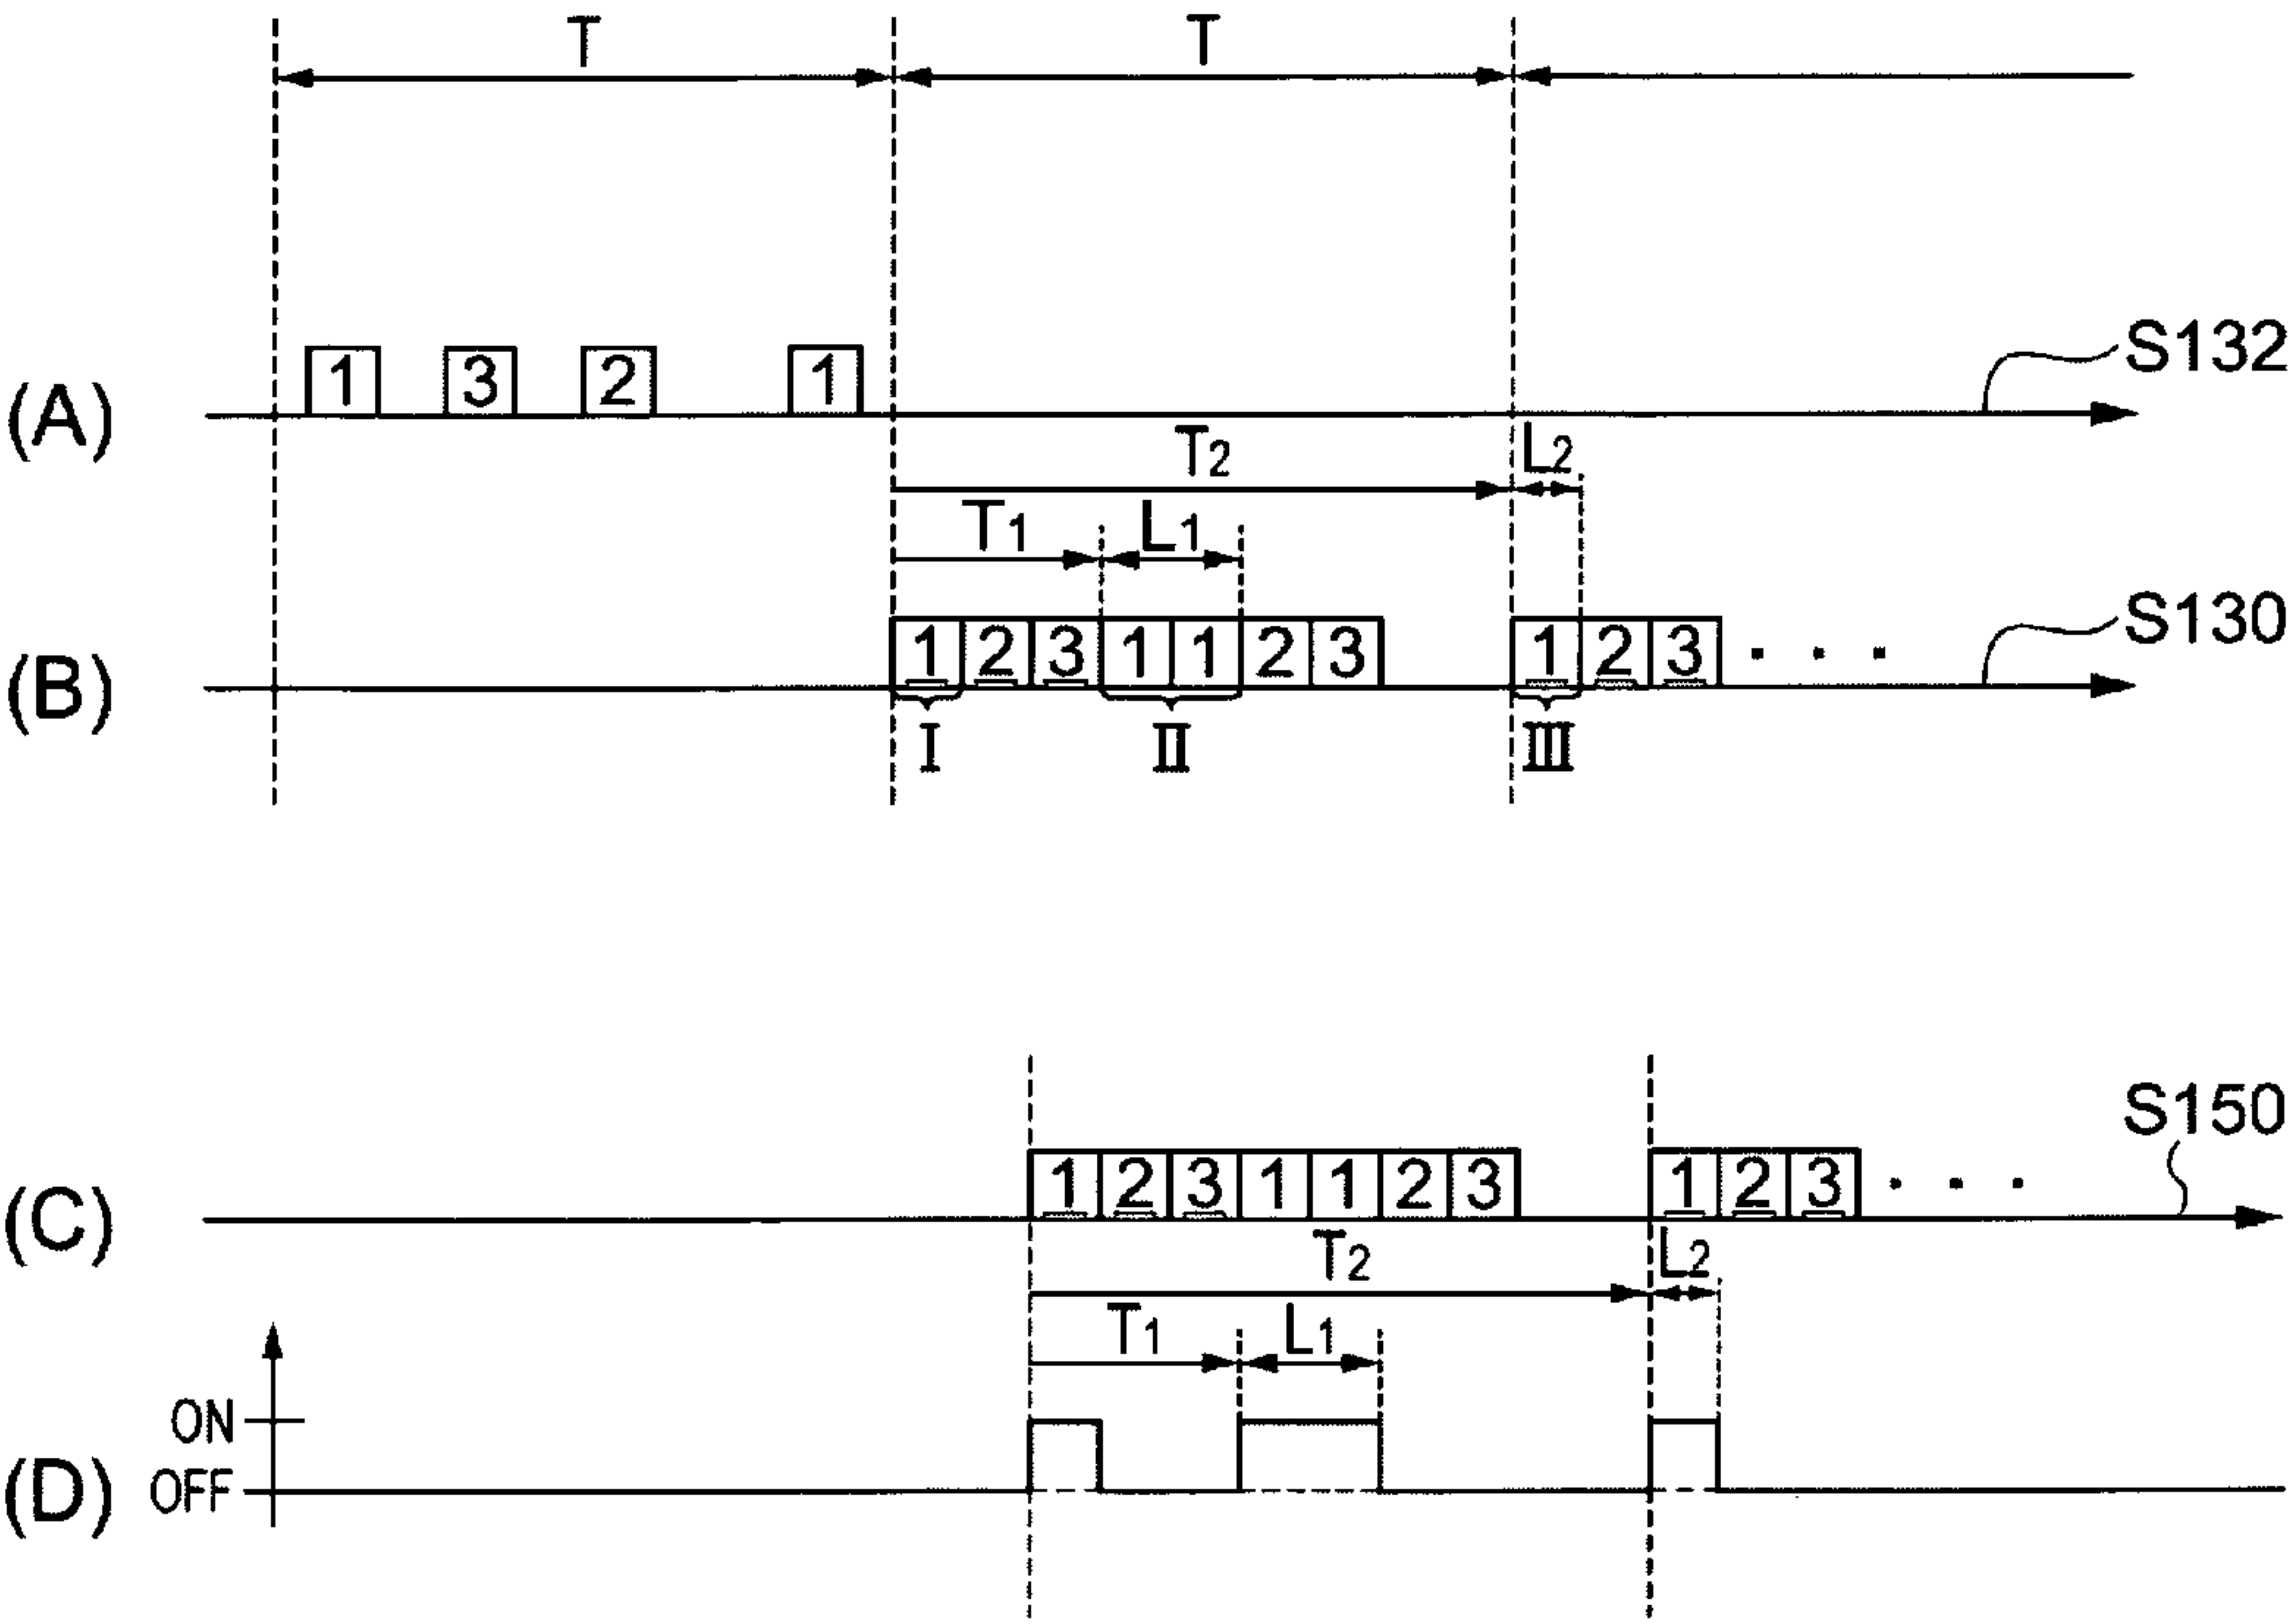 T T
(A) 1 3 2 1 S132
T2 L2
T1 L1
(B) 1 2 3 1 1 2 3 1 2 3 . . . S130
I II III
(C) 1 2 3 1 1 2 3 1 2 3 . . . S150
T2 L2
T1 L1
ON
(D) OFF